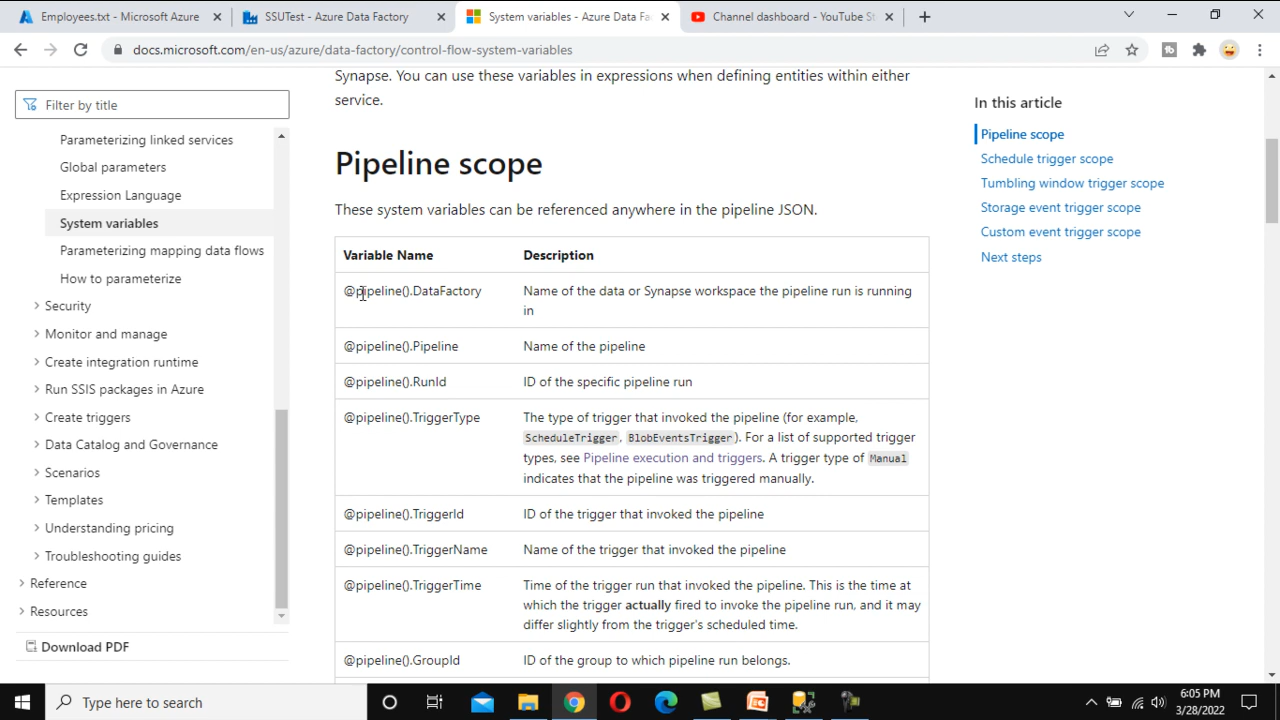 Employees.txt - Microsoft Azure
SSUTest - Azure Data Factory
System variables - Azure Data Fa
Channel dashboard - YouTube St
docs.microsoft.com/en-us/azure/data-factory/control-flow-system-variables
Filter by title
Parameterizing linked services
Global parameters
Expression Language
System variables
Parameterizing mapping data flows
How to parameterize
Security
Monitor and manage
Create integration runtime
Run SSIS packages in Azure
Create triggers
Data Catalog and Governance
Scenarios
Templates
Understanding pricing
Troubleshooting guides
Reference
Resources
Download PDF
Synapse. You can use these variables in expressions when defining entities within either
service.
Pipeline scope
These system variables can be referenced anywhere in the pipeline JSON.
Variable Name Description
@pipeline().DataFactory Name of the data or Synapse workspace the pipeline run is running
in
@pipeline().Pipeline Name of the pipeline
@pipeline().RunId ID of the specific pipeline run
@pipeline().TriggerType The type of trigger that invoked the pipeline (for example,
ScheduleTrigger, BlobEventsTrigger). For a list of supported trigger
types, see Pipeline execution and triggers. A trigger type of Manual
indicates that the pipeline was triggered manually.
@pipeline().TriggerId ID of the trigger that invoked the pipeline
@pipeline().TriggerName Name of the trigger that invoked the pipeline
@pipeline().TriggerTime Time of the trigger run that invoked the pipeline. This is the time at
which the trigger actually fired to invoke the pipeline run, and it may
differ slightly from the trigger's scheduled time.
@pipeline().GroupId ID of the group to which pipeline run belongs.
In this article
Pipeline scope
Schedule trigger scope
Tumbling window trigger scope
Storage event trigger scope
Custom event trigger scope
Next steps
Type here to search
6:05 PM
3/28/2022